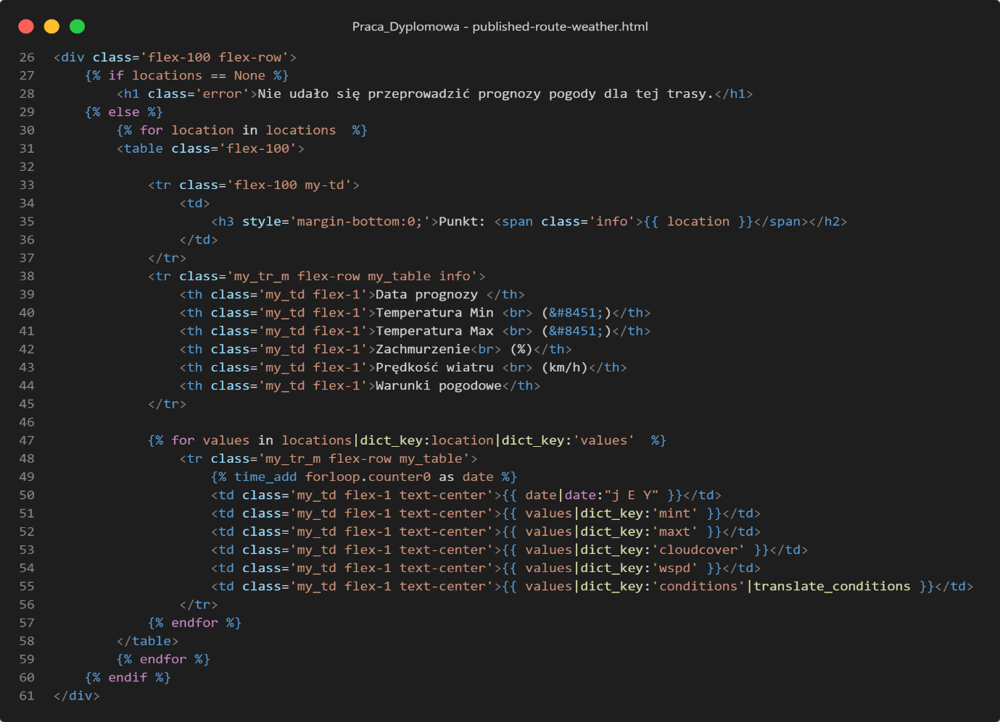 Praca_Dyplomowa - published-route-weather.html
26 <div class='flex-100 flex-row'>
27     {% if locations == None %}
28         <h1 class='error'>Nie udało się przeprowadzić prognozy pogody dla tej trasy.</h1>
29     {% else %}
30         {% for location in locations  %}
31         <table class='flex-100'>
32
33             <tr class='flex-100 my-td'>
34                 <td>
35                     <h3 style='margin-bottom:0;'>Punkt: <span class='info'>{{ location }}</span></h2>
36                 </td>
37             </tr>
38             <tr class='my_tr_m flex-row my_table info'>
39                 <th class='my_td flex-1'>Data prognozy </th>
40                 <th class='my_td flex-1'>Temperatura Min <br> (&#8451;)</th>
41                 <th class='my_td flex-1'>Temperatura Max <br> (&#8451;)</th>
42                 <th class='my_td flex-1'>Zachmurzenie<br> (%)</th>
43                 <th class='my_td flex-1'>Prędkość wiatru <br> (km/h)</th>
44                 <th class='my_td flex-1'>Warunki pogodowe</th>
45             </tr>
46
47             {% for values in locations|dict_key:location|dict_key:'values'  %}
48                 <tr class='my_tr_m flex-row my_table'>
49                     {% time_add forloop.counter0 as date %}
50                     <td class='my_td flex-1 text-center'>{{ date|date:"j E Y" }}</td>
51                     <td class='my_td flex-1 text-center'>{{ values|dict_key:'mint' }}</td>
52                     <td class='my_td flex-1 text-center'>{{ values|dict_key:'maxt' }}</td>
53                     <td class='my_td flex-1 text-center'>{{ values|dict_key:'cloudcover' }}</td>
54                     <td class='my_td flex-1 text-center'>{{ values|dict_key:'wspd' }}</td>
55                     <td class='my_td flex-1 text-center'>{{ values|dict_key:'conditions'|translate_conditions }}</td>
56                 </tr>
57             {% endfor %}
58         </table>
59         {% endfor %}
60     {% endif %}
61 </div>